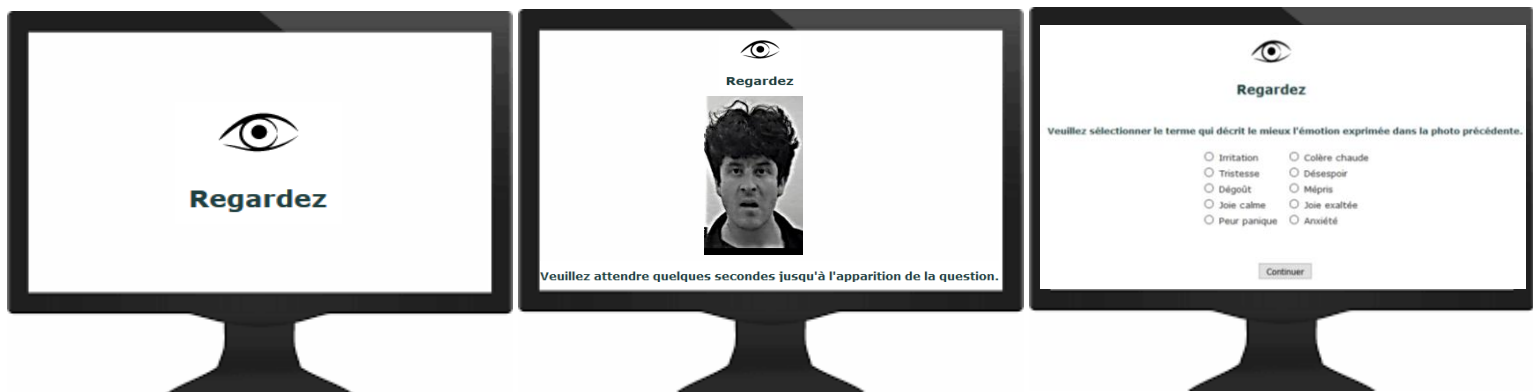 Regardez
Regardez
Veuillez attendre quelques secondes jusqu'à l'apparition de la question.
Regardez
Veuillez sélectionner le terme qui décrit le mieux l'émotion exprimée dans la photo précédente.
Irritation Colère chaude
Tristesse Désespoir
Dégoût Mépris
Joie calme Joie exaltée
Peur panique Anxiété
Continuer